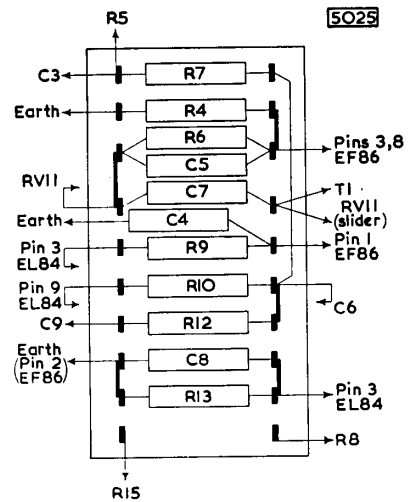 R5
5025
C3
R7
Earth
R4
R6
Pins 3,8
EF86
C5
RV11
C7
T1
RV11
(slider)
Earth
C4
Pin 3
EL84
R9
Pin 1
EF86
Pin 9
EL84
R10
C6
C9
R12
Earth
(Pin 2
EF86)
C8
R13
Pin 3
EL84
R8
R15